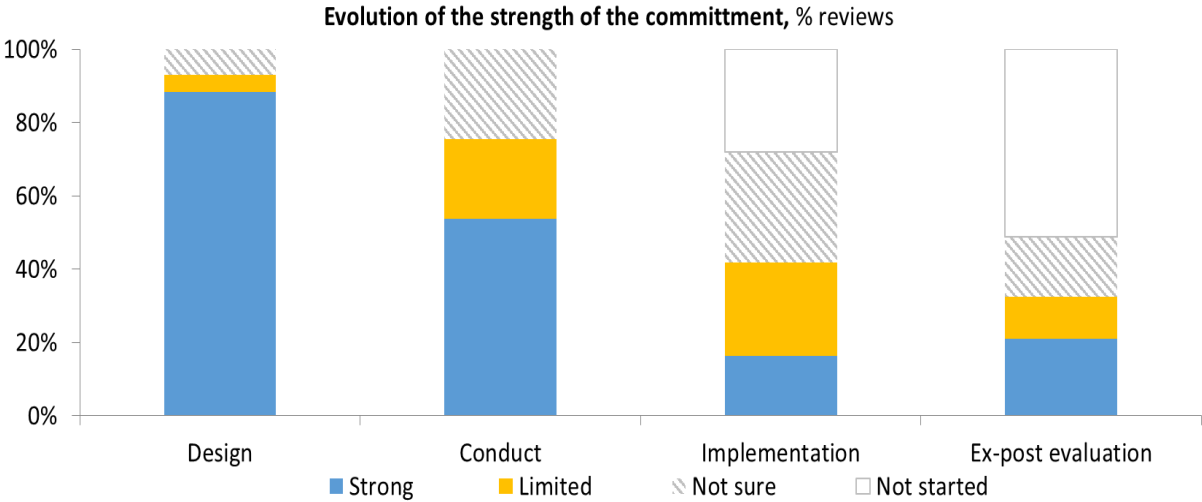 Evolution of the strength of the committment, % reviews
100%
80%
60%
40%
20%
0%
Design Conduct Implementation Ex-post evaluation
Strong Limited Not sure Not started